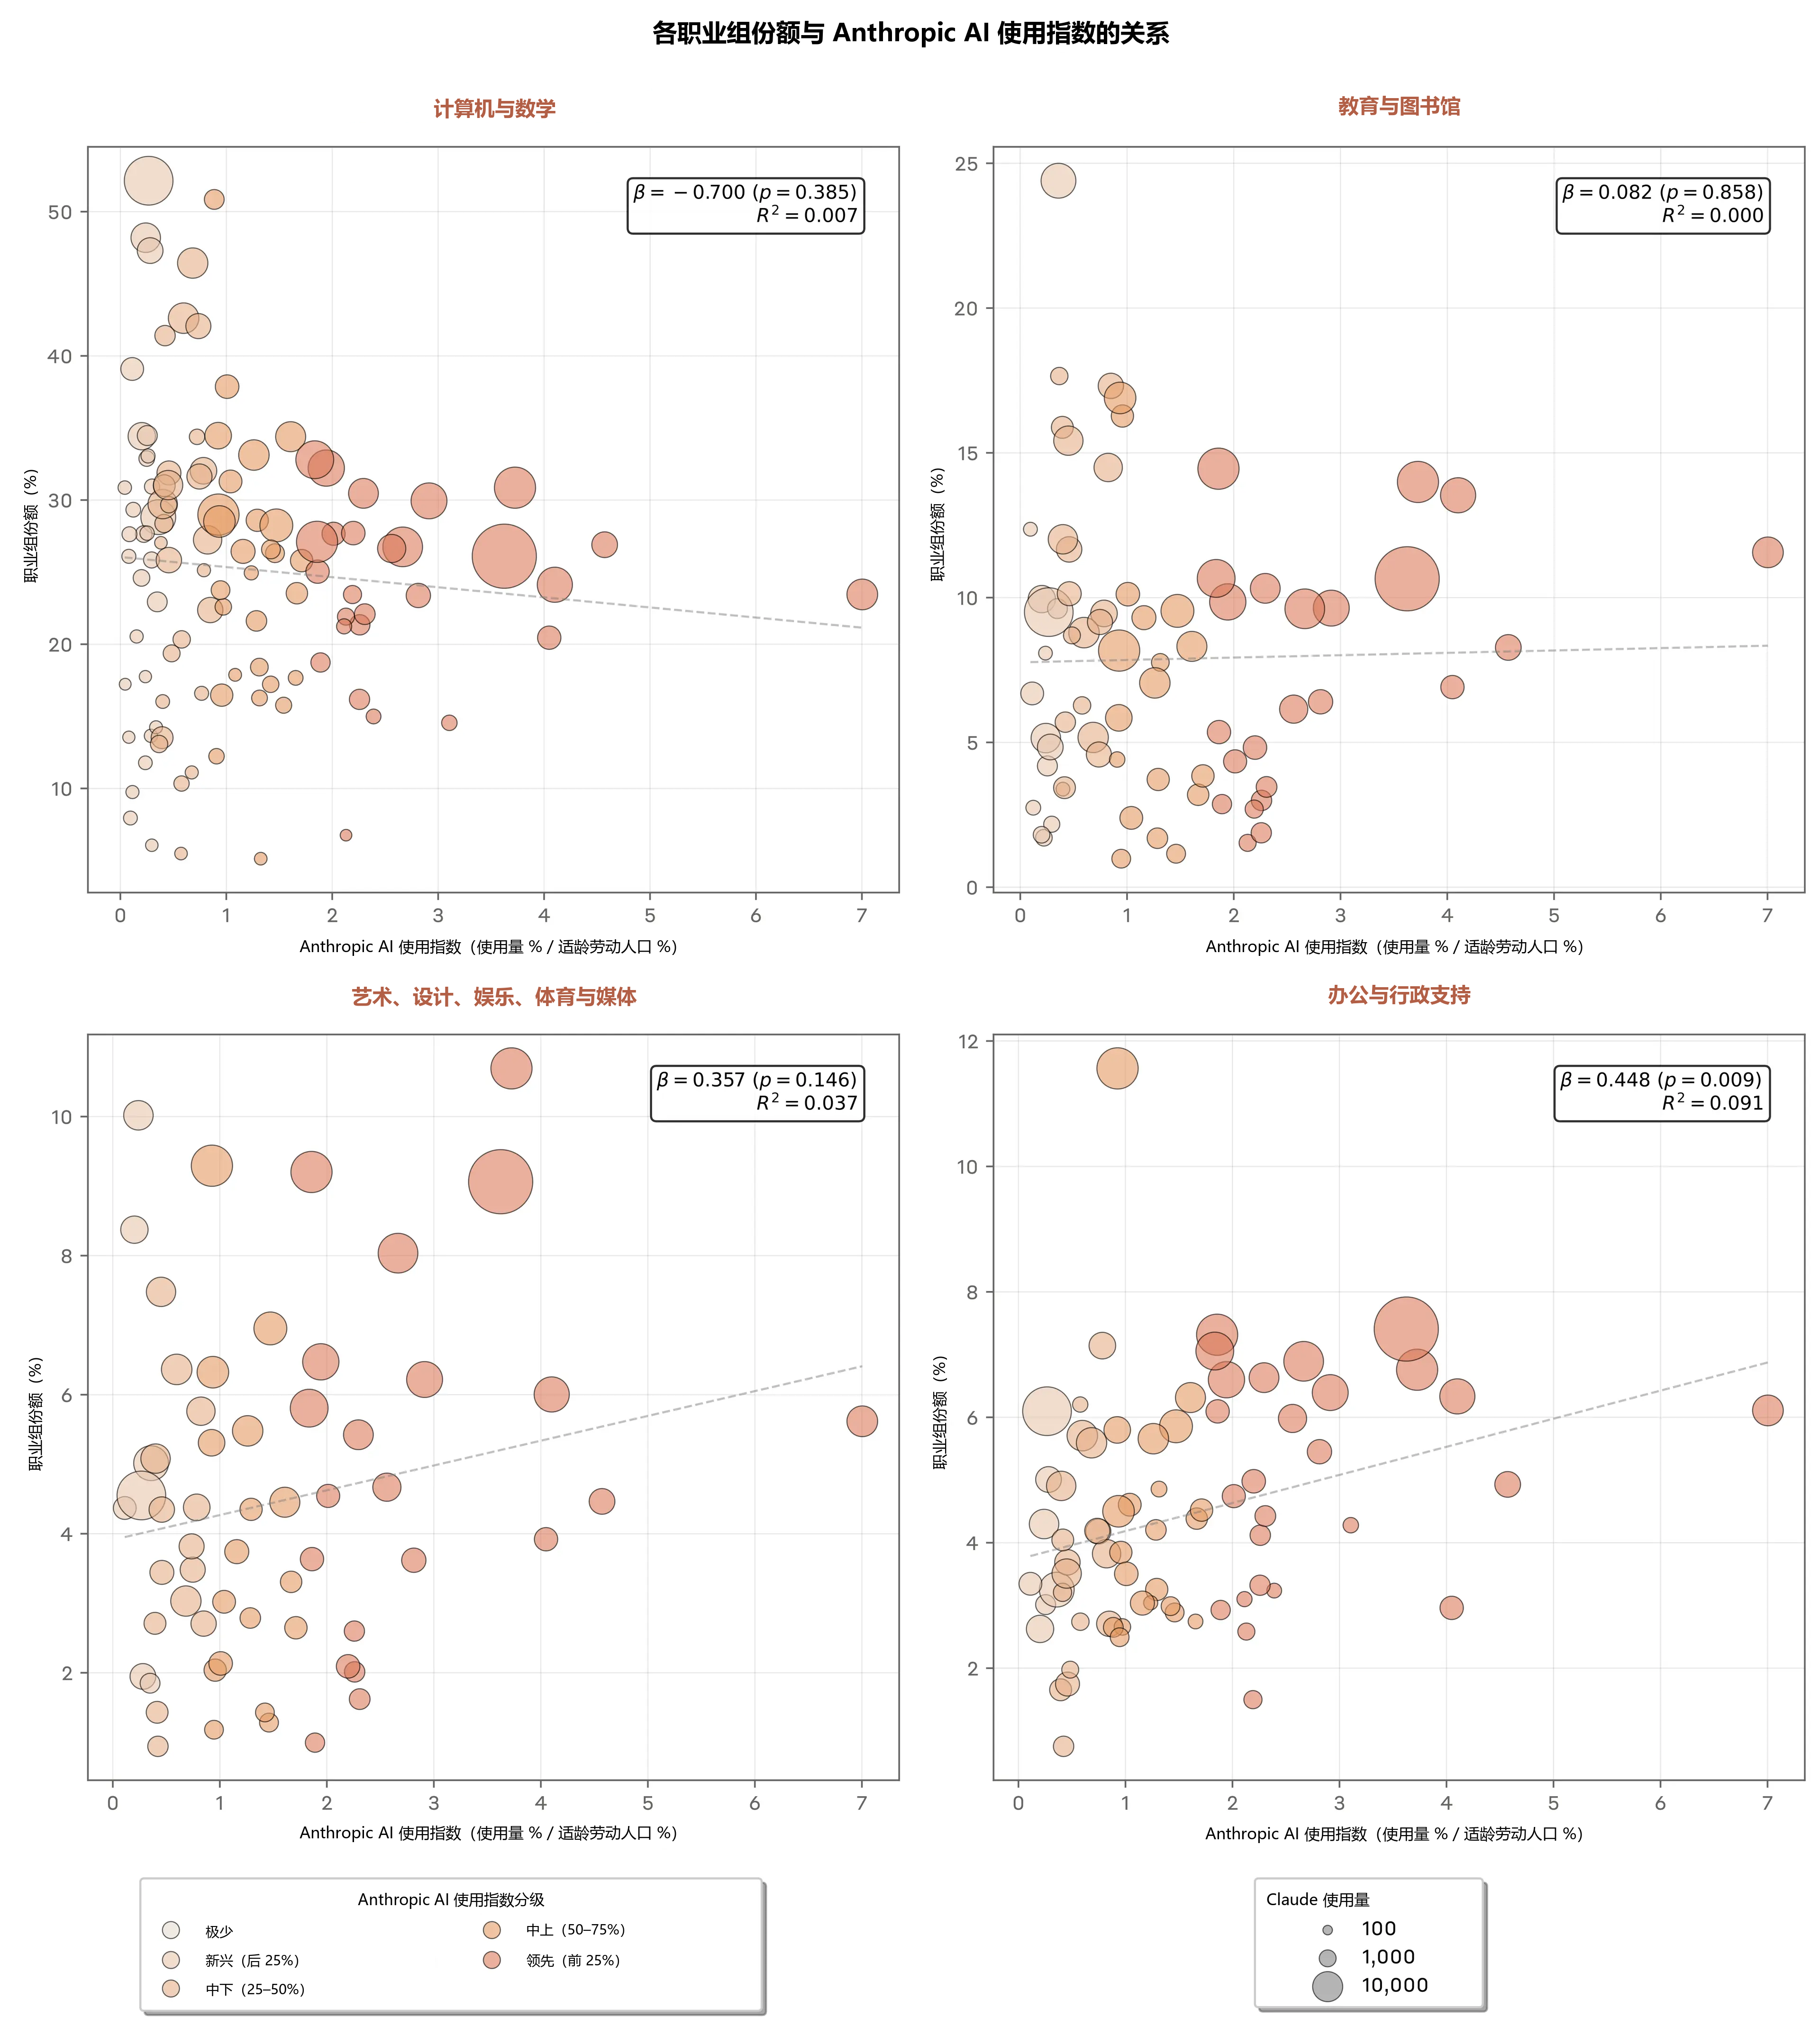 各职业组份额与 Anthropic AI 使用指数的关系
计算机与数学
β = − 0.700 (p = 0.385)
R² = 0.007
50
40
30
20
10
职业组份额（%）
0 1 2 3 4 5 6 7
Anthropic AI 使用指数（使用量 % / 适龄劳动人口 %）
教育与图书馆
β = 0.082 (p = 0.858)
R² = 0.000
25
20
15
10
5
0
职业组份额（%）
0 1 2 3 4 5 6 7
Anthropic AI 使用指数（使用量 % / 适龄劳动人口 %）
艺术、设计、娱乐、体育与媒体
β = 0.357 (p = 0.146)
R² = 0.037
10
8
6
4
2
职业组份额（%）
0 1 2 3 4 5 6 7
Anthropic AI 使用指数（使用量 % / 适龄劳动人口 %）
办公与行政支持
β = 0.448 (p = 0.009)
R² = 0.091
12
10
8
6
4
2
职业组份额（%）
0 1 2 3 4 5 6 7
Anthropic AI 使用指数（使用量 % / 适龄劳动人口 %）
Anthropic AI 使用指数分级
极少
新兴（后 25%）
中下（25–50%）
中上（50–75%）
领先（前 25%）
Claude 使用量
100
1,000
10,000